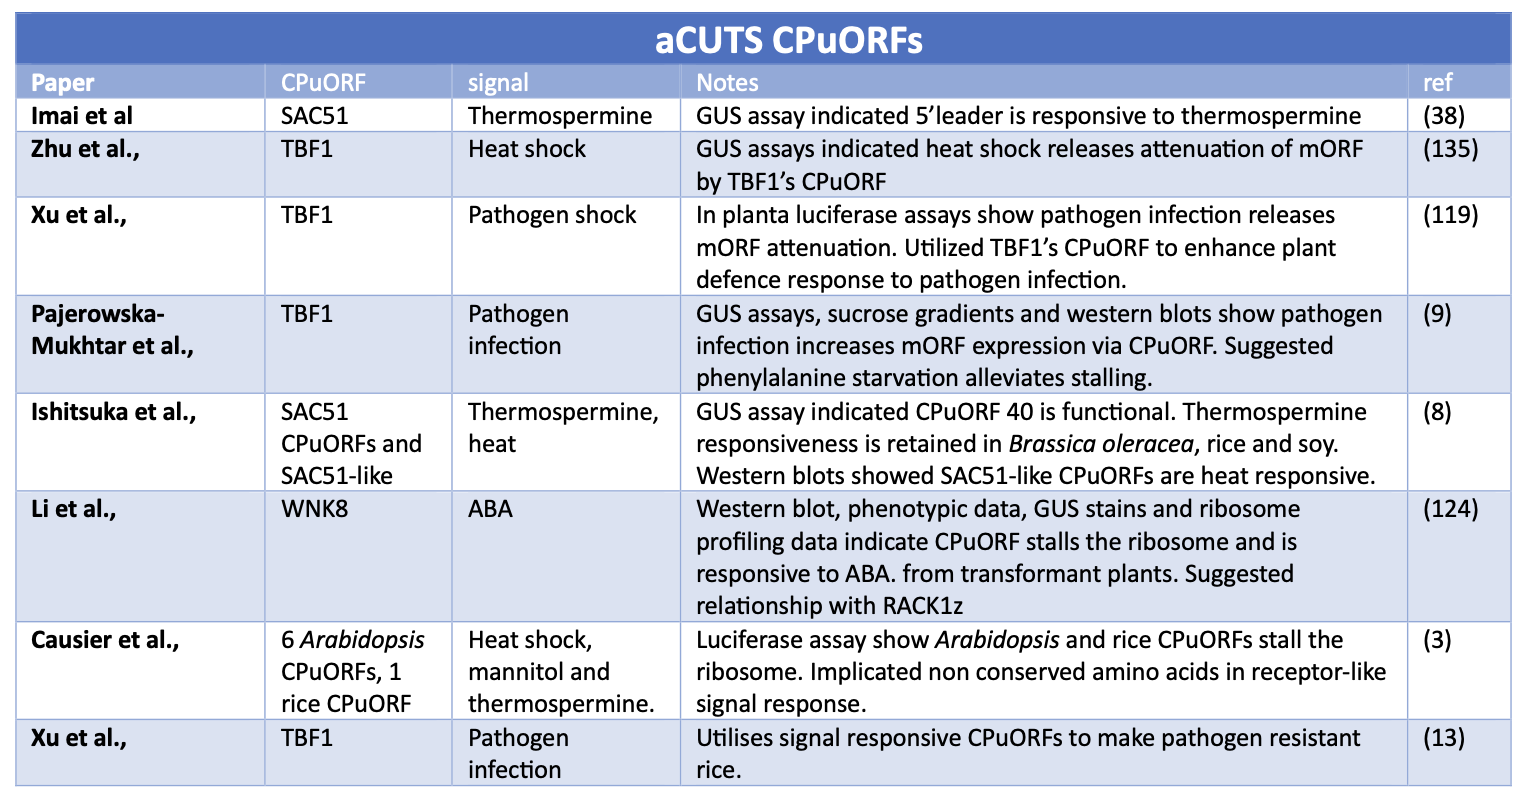 aCUTS CPuORFs
Paper CPuORF signal Notes ref
Imai et al SAC51 Thermospermine GUS assay indicated 5’leader is responsive to thermospermine (38)
Zhu et al., TBF1 Heat shock GUS assays indicated heat shock releases attenuation of mORF (135)
by TBF1’s CPuORF
Xu et al., TBF1 Pathogen shock In planta luciferase assays show pathogen infection releases (119)
mORF attenuation. Utilized TBF1’s CPuORF to enhance plant
defence response to pathogen infection.
Pajerowska- TBF1 Pathogen GUS assays, sucrose gradients and western blots show pathogen (9)
Mukhtar et al., infection infection increases mORF expression via CPuORF. Suggested
phenylalanine starvation alleviates stalling.
Ishitsuka et al., SAC51 Thermospermine, GUS assay indicated CPuORF 40 is functional. Thermospermine (8)
CPuORFs and heat responsiveness is retained in Brassica oleracea, rice and soy.
SAC51-like Western blots showed SAC51-like CPuORFs are heat responsive.
Li et al., WNK8 ABA Western blot, phenotypic data, GUS stains and ribosome (124)
profiling data indicate CPuORF stalls the ribosome and is
responsive to ABA. from transformant plants. Suggested
relationship with RACK1z
Causier et al., 6 Arabidopsis Heat shock, Luciferase assay show Arabidopsis and rice CPuORFs stall the (3)
CPuORFs, 1 mannitol and ribosome. Implicated non conserved amino acids in receptor-like
rice CPuORF thermospermine. signal response.
Xu et al., TBF1 Pathogen Utilises signal responsive CPuORFs to make pathogen resistant (13)
infection rice.